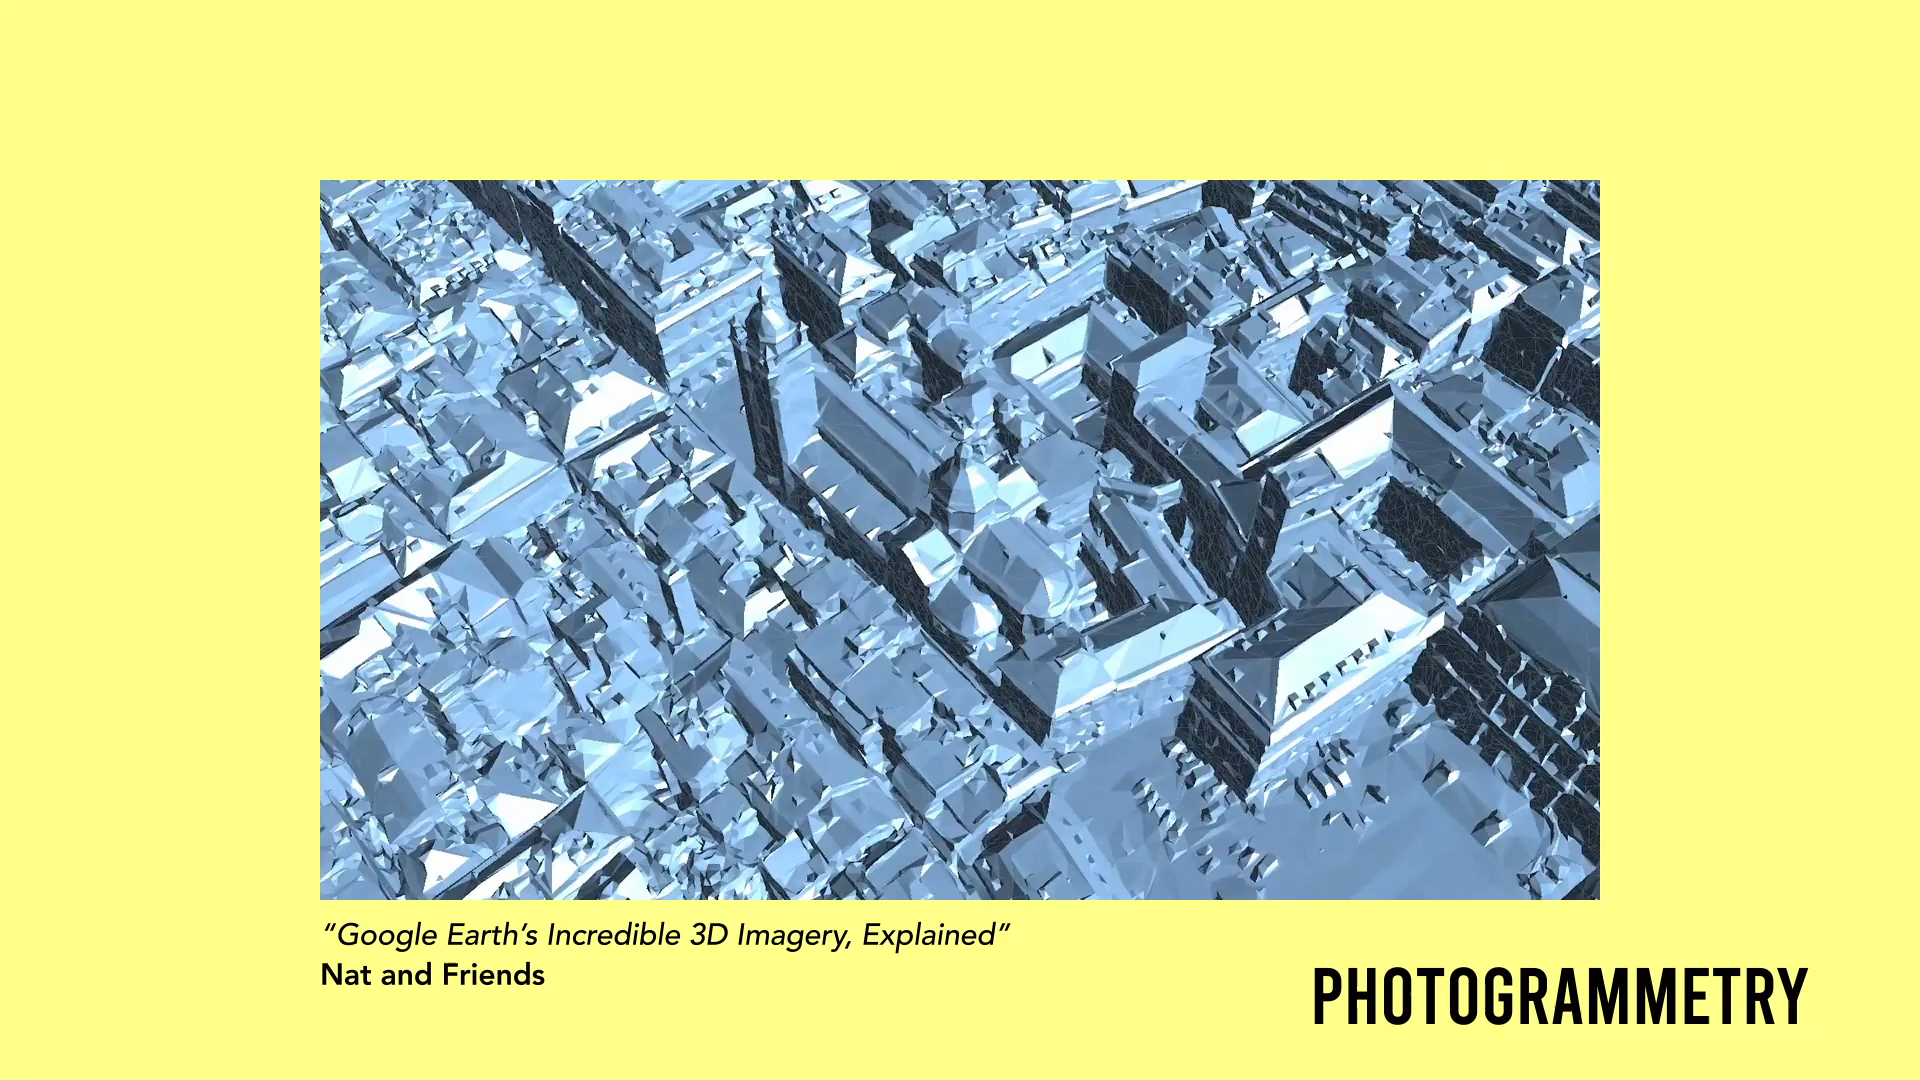 “Google Earth’s Incredible 3D Imagery, Explained”
Nat and Friends
PHOTOGRAMMETRY